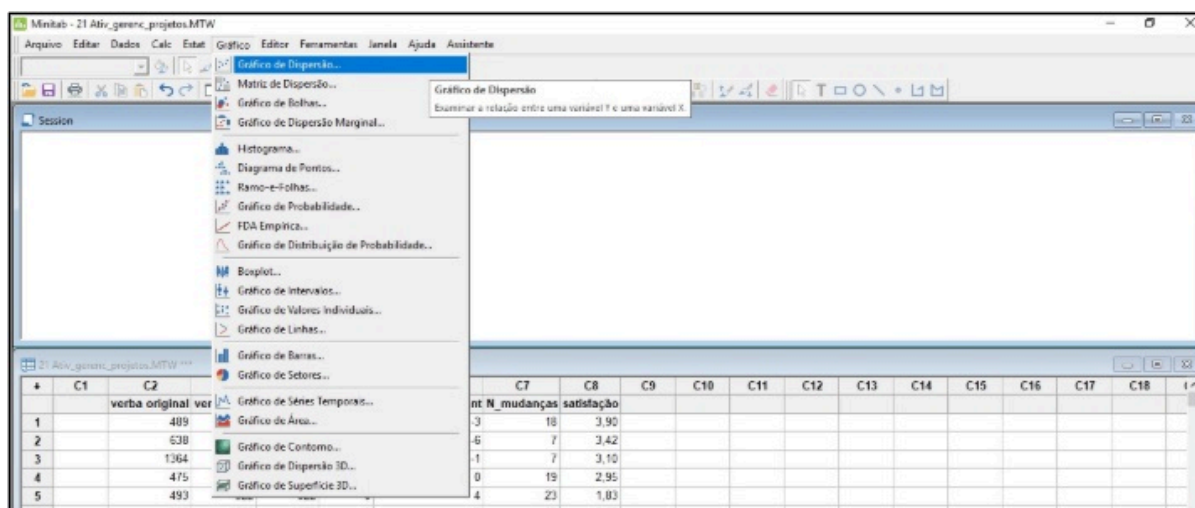 Minitab - 21 Ativ_gerenc_projetos.MTW
Arquivo Editar Dados Calc Estat Gráfico Editor Ferramentas Janela Ajuda Assistente
Gráfico de Dispersão...
Matriz de Dispersão...
Gráfico de Bolhas...
Gráfico de Dispersão Marginal...
Gráfico de Dispersão
Examinar a relação entre uma variável Y e uma variável X.
Session
Histograma...
Diagrama de Pontos...
Ramo-e-Folhas...
Gráfico de Probabilidade...
FDA Empírica...
Gráfico de Distribuição de Probabilidade...
Boxplot...
Gráfico de Intervalos...
Gráfico de Valores Individuais...
Gráfico de Linhas...
Gráfico de Barras...
Gráfico de Setores...
Gráfico de Séries Temporais...
Gráfico de Área...
Gráfico de Contorno...
Gráfico de Dispersão 3D...
Gráfico de Superfície 3D...
21 Ativ_gerenc_projetos.MTW ***
C1 C2 C7 C8 C9 C10 C11 C12 C13 C14 C15 C16 C17 C18
verba original ver nt N_mudanças satisfação
1 489 -3 18 3,90
2 638 -6 7 3,42
3 1364 -1 7 3,10
4 475 0 19 2,95
5 493 4 23 1,83